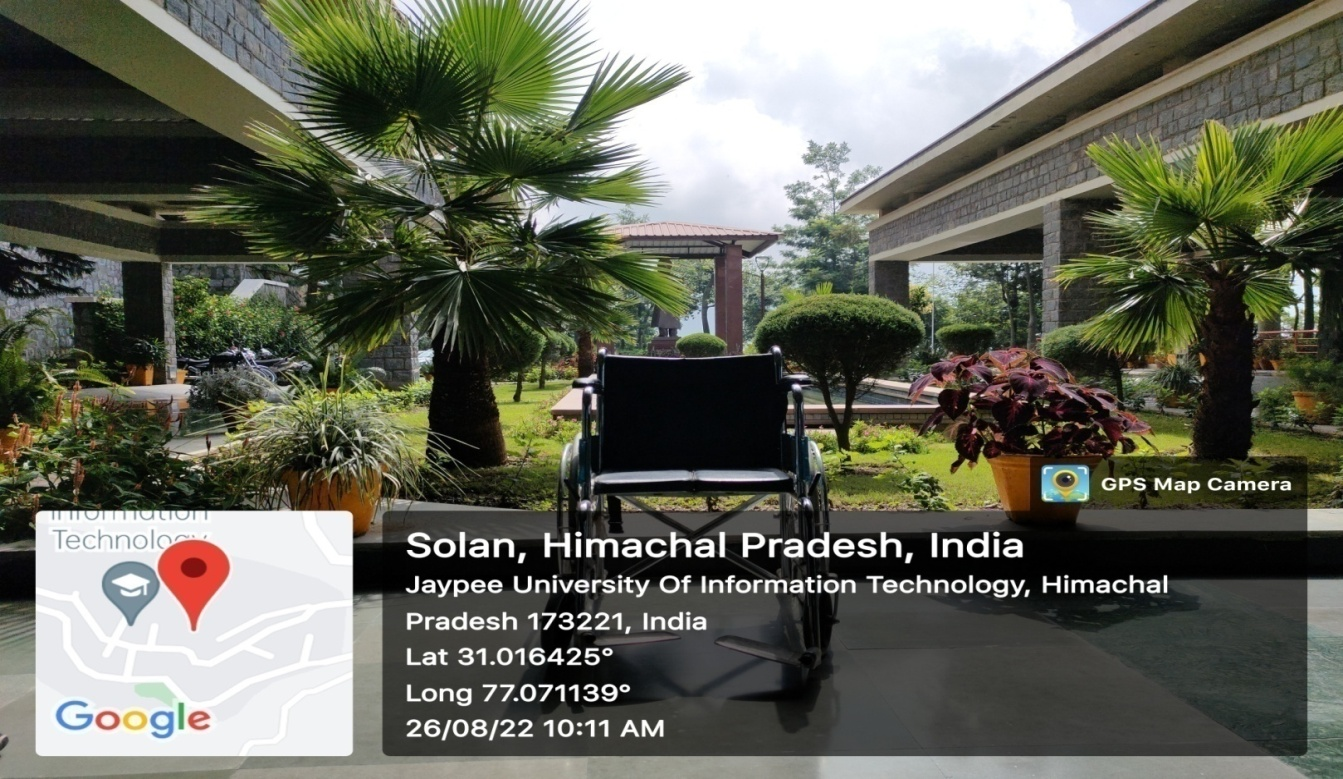 Information
Technology
Google
GPS Map Camera
Solan, Himachal Pradesh, India
Jaypee University Of Information Technology, Himachal
Pradesh 173221, India
Lat 31.016425°
Long 77.071139°
26/08/22 10:11 AM